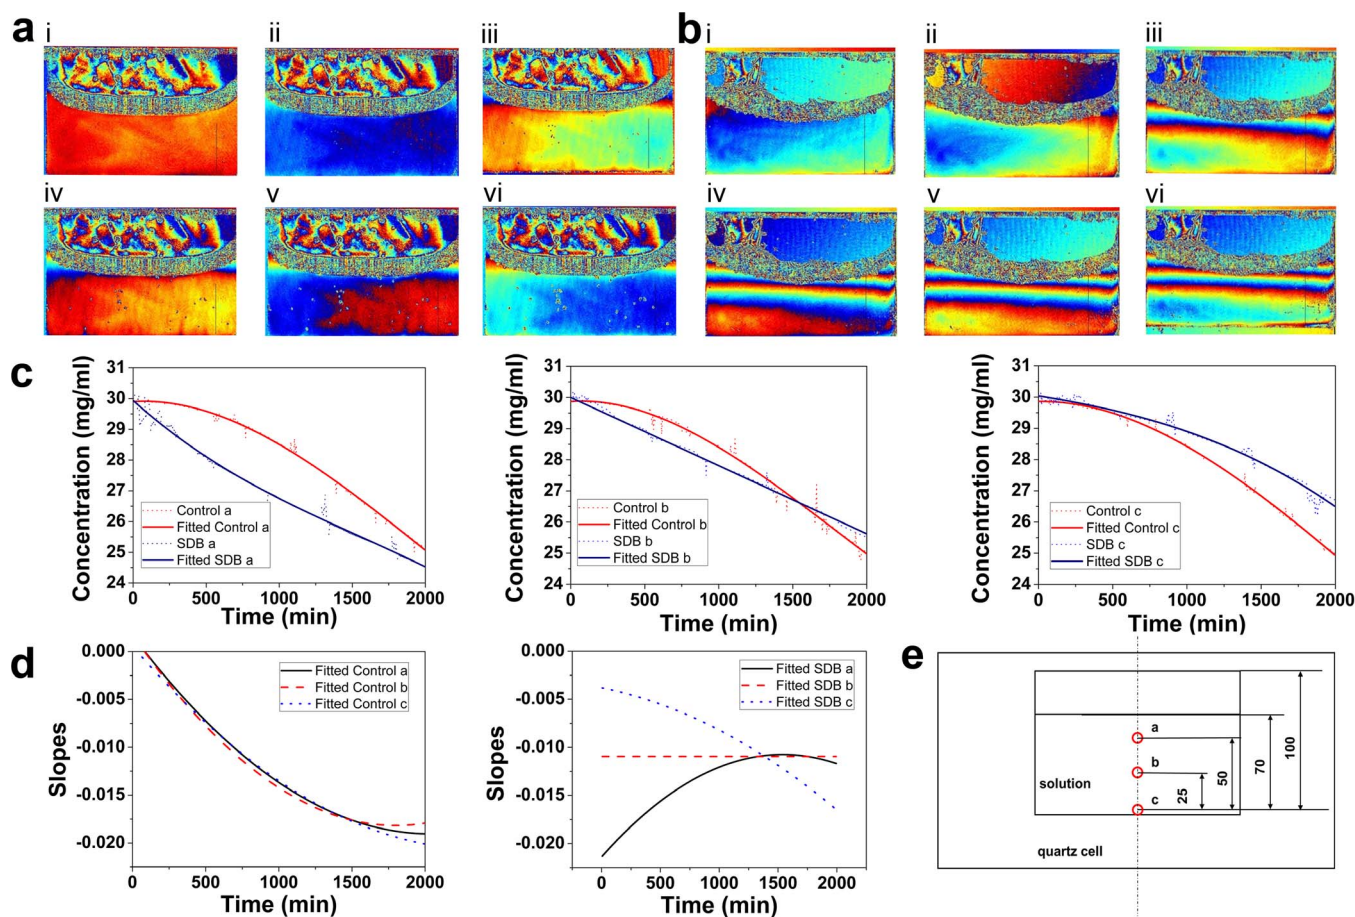 a
i
ii
iii
iv
v
vi
b
i
ii
iii
iv
v
vi
c
31
30
29
28
27
26
25
24
Concentration (mg/ml)
Control a
Fitted Control a
SDB a
Fitted SDB a
0
500
1000
1500
2000
Time (min)
31
30
29
28
27
26
25
24
Concentration (mg/ml)
Control b
Fitted Control b
SDB b
Fitted SDB b
0
500
1000
1500
2000
Time (min)
31
30
29
28
27
26
25
24
Concentration (mg/ml)
Control c
Fitted Control c
SDB c
Fitted SDB c
0
500
1000
1500
2000
Time (min)
d
0.000
-0.005
-0.010
-0.015
-0.020
Slopes
Fitted Control a
Fitted Control b
Fitted Control c
0
500
1000
1500
2000
Time (min)
0.000
-0.005
-0.010
-0.015
-0.020
Slopes
Fitted SDB a
Fitted SDB b
Fitted SDB c
0
500
1000
1500
2000
Time (min)
e
a
b
c
solution
quartz cell
25
50
70
100